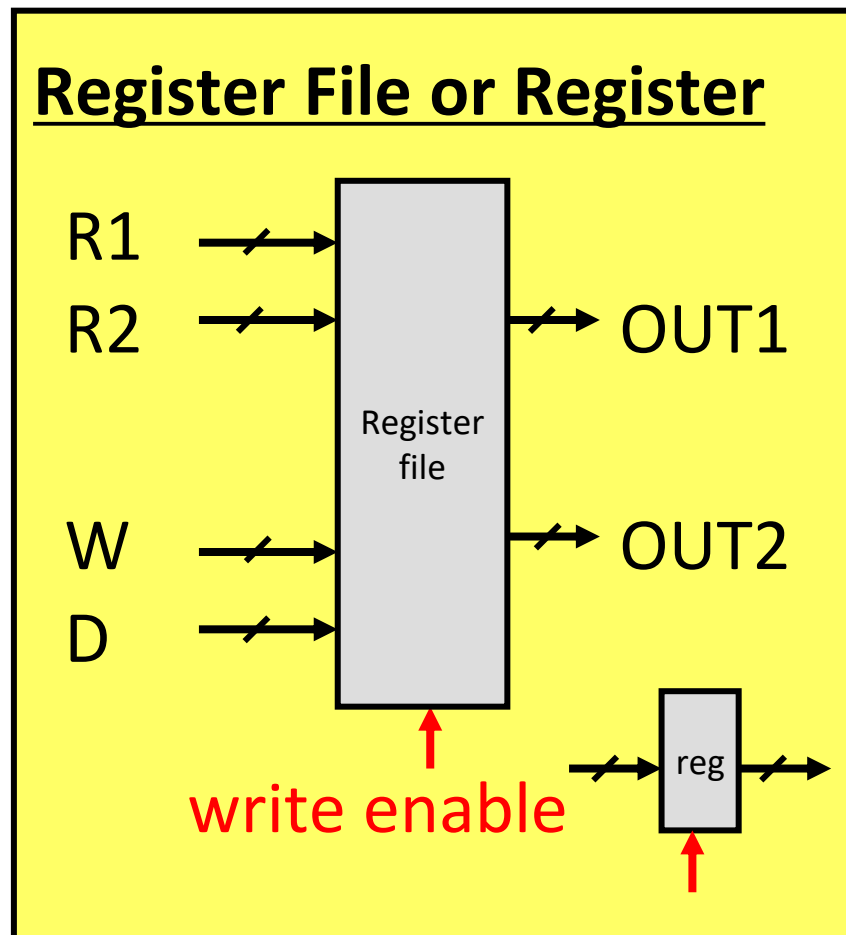 Register File or Register
R1
R2
OUT1
Register
file
W
OUT2
D
reg
write enable